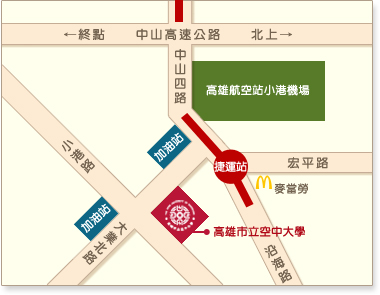 ←終點 中山高速公路 北上→
中山四路
高雄航空站小港機場
小港路
加油站
捷運站
宏平路
麥當勞
加油站
大業北路
高雄市立空中大學
沿海路